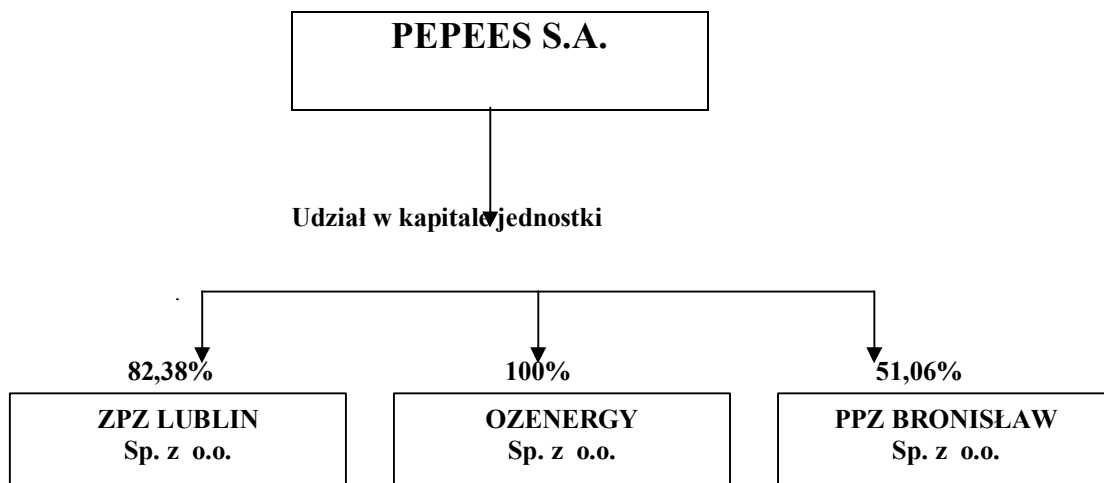 PEPEES S.A.
Udział w kapitale jednostki
82,38% 100% 51,06%
ZPZ LUBLIN OZENERGY PPZ BRONISŁAW
Sp. z o.o. Sp. z o.o. Sp. z o.o.